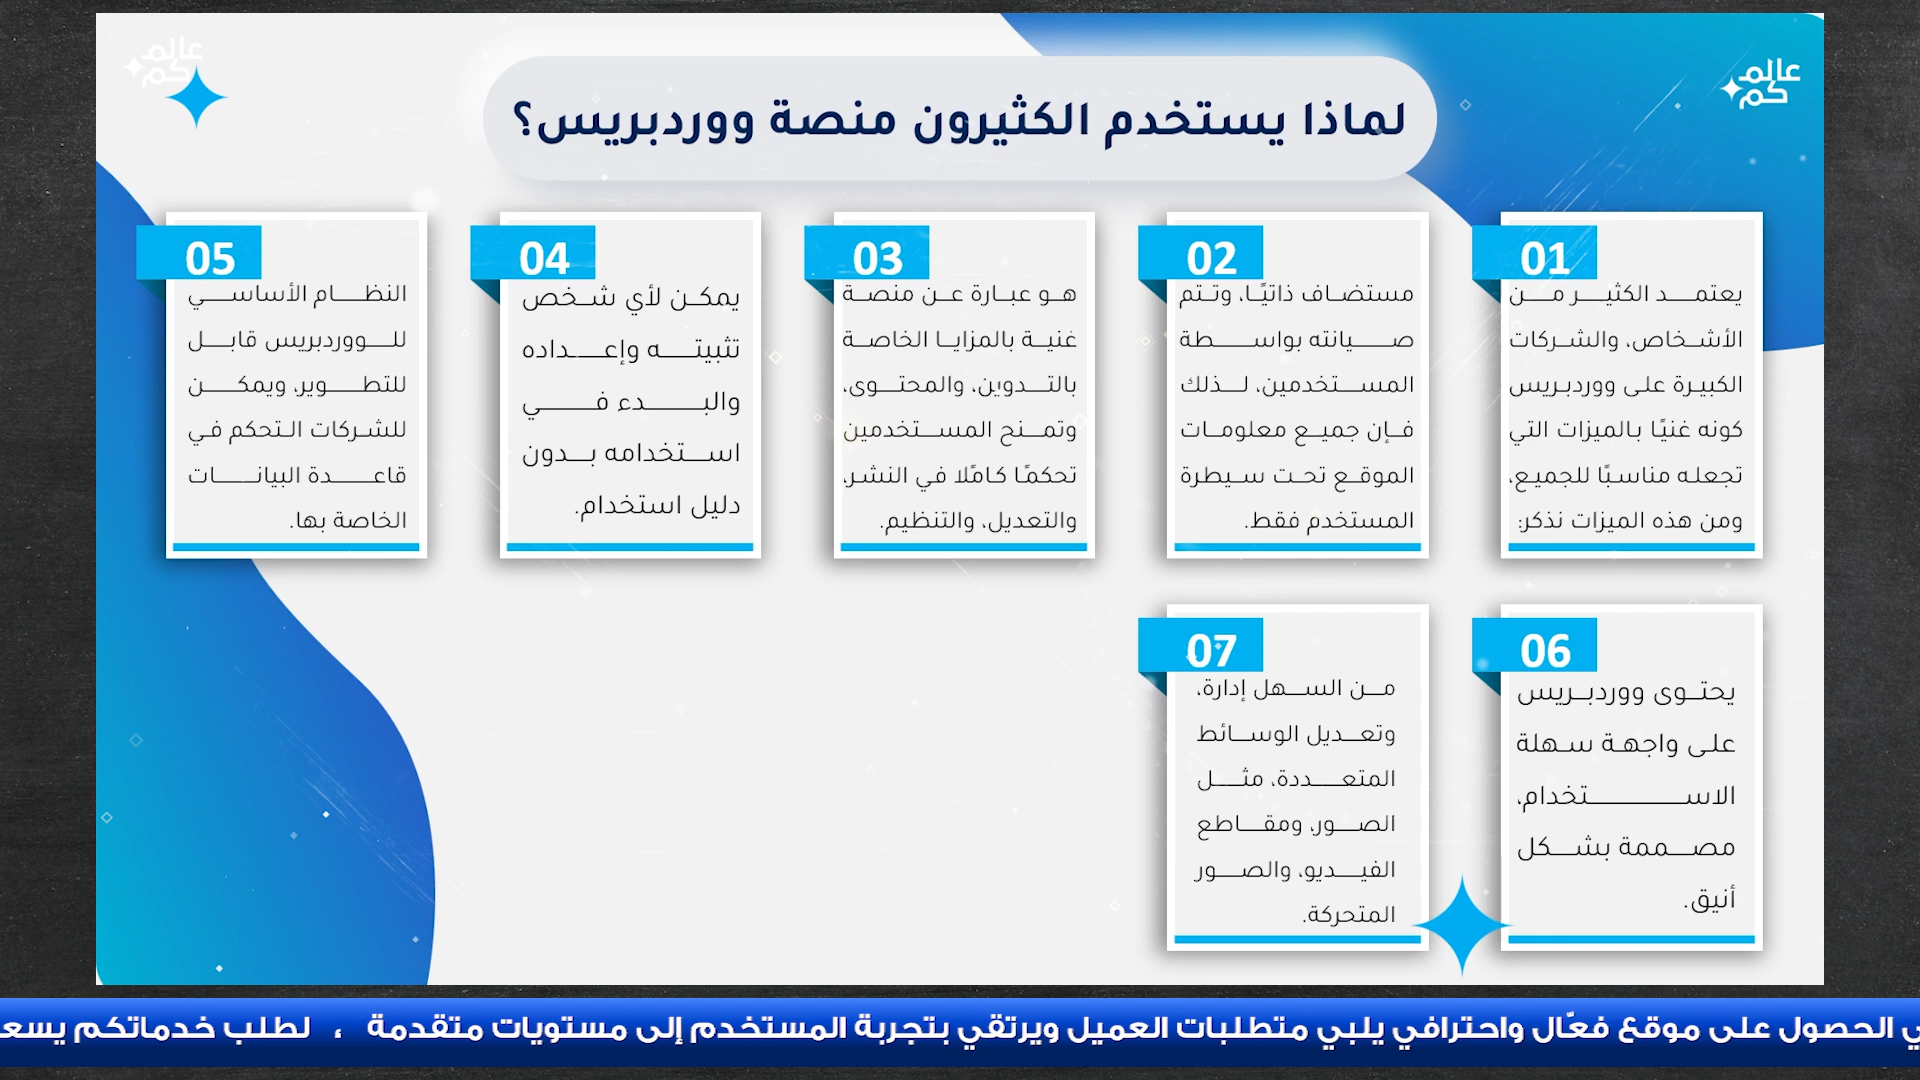 عالم
كم
عالم
كم
لماذا يستخدم الكثيرون منصة ووردبريس؟
01
يعتمد الكثير من
الأشخاص، والشركات
الكبيرة على ووردبريس
كونه غنيًا بالميزات التي
تجعله مناسبًا للجميع،
ومن هذه الميزات نذكر:
02
مستضاف ذاتيًا، وتتم
صيانته بواسطة
المستخدمين، لذلك
فإن جميع معلومات
الموقع تحت سيطرة
المستخدم فقط.
03
هو عبارة عن منصة
غنية بالمزايا الخاصة
بالتدوين، والمحتوى،
وتمنح المستخدمين
تحكمًا كاملًا في النشر،
والتعديل، والتنظيم.
04
يمكن لأي شخص
تثبيته وإعداده
والبدء في
استخدامه بدون
دليل استخدام.
05
النظام الأساسي
للووردبريس قابل
للتطوير، ويمكن
للشركات التحكم في
قاعدة البيانات
الخاصة بها.
06
يحتوى ووردبريس
على واجهة سهلة
الاستخدام،
مصممة بشكل
أنيق.
07
من السهل إدارة،
وتعديل الوسائط
المتعددة، مثل
الصور، ومقاطع
الفيديو، والصور
المتحركة.
الحصول على موقع فعّال واحترافي يلبي متطلبات العميل ويرتقي بتجربة المستخدم إلى مستويات متقدمة ، لطلب خدماتكم